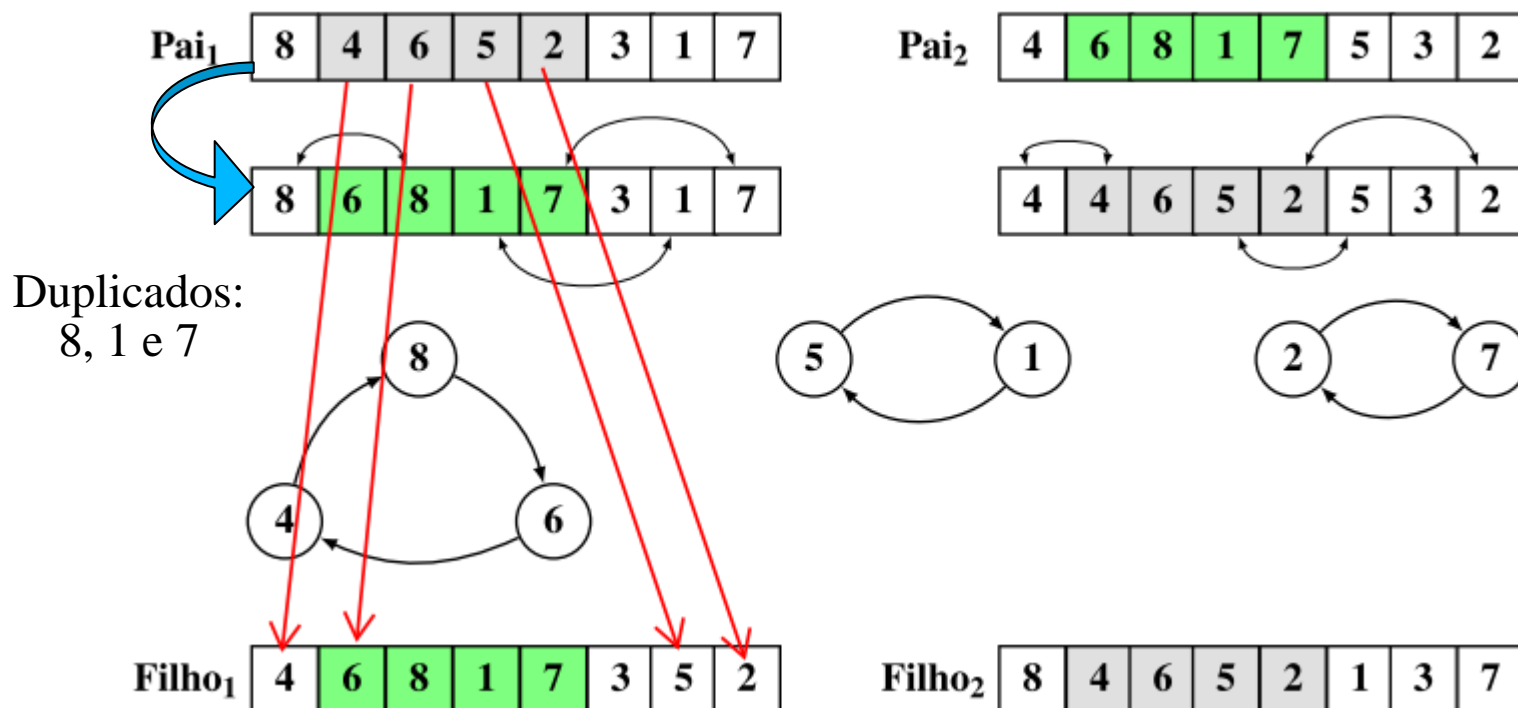 Pai1 8 4 6 5 2 3 1 7
Pai2 4 6 8 1 7 5 3 2
8 6 8 1 7 3 1 7
4 4 6 5 2 5 3 2
Duplicados:
8, 1 e 7
8
5 1
2 7
4 6
Filho1 4 6 8 1 7 3 5 2
Filho2 8 4 6 5 2 1 3 7